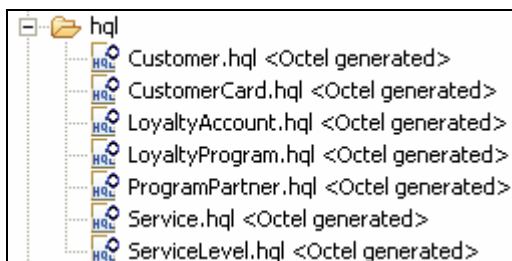 hql
Customer.hql <Octel generated>
CustomerCard.hql <Octel generated>
LoyaltyAccount.hql <Octel generated>
LoyaltyProgram.hql <Octel generated>
ProgramPartner.hql <Octel generated>
Service.hql <Octel generated>
ServiceLevel.hql <Octel generated>